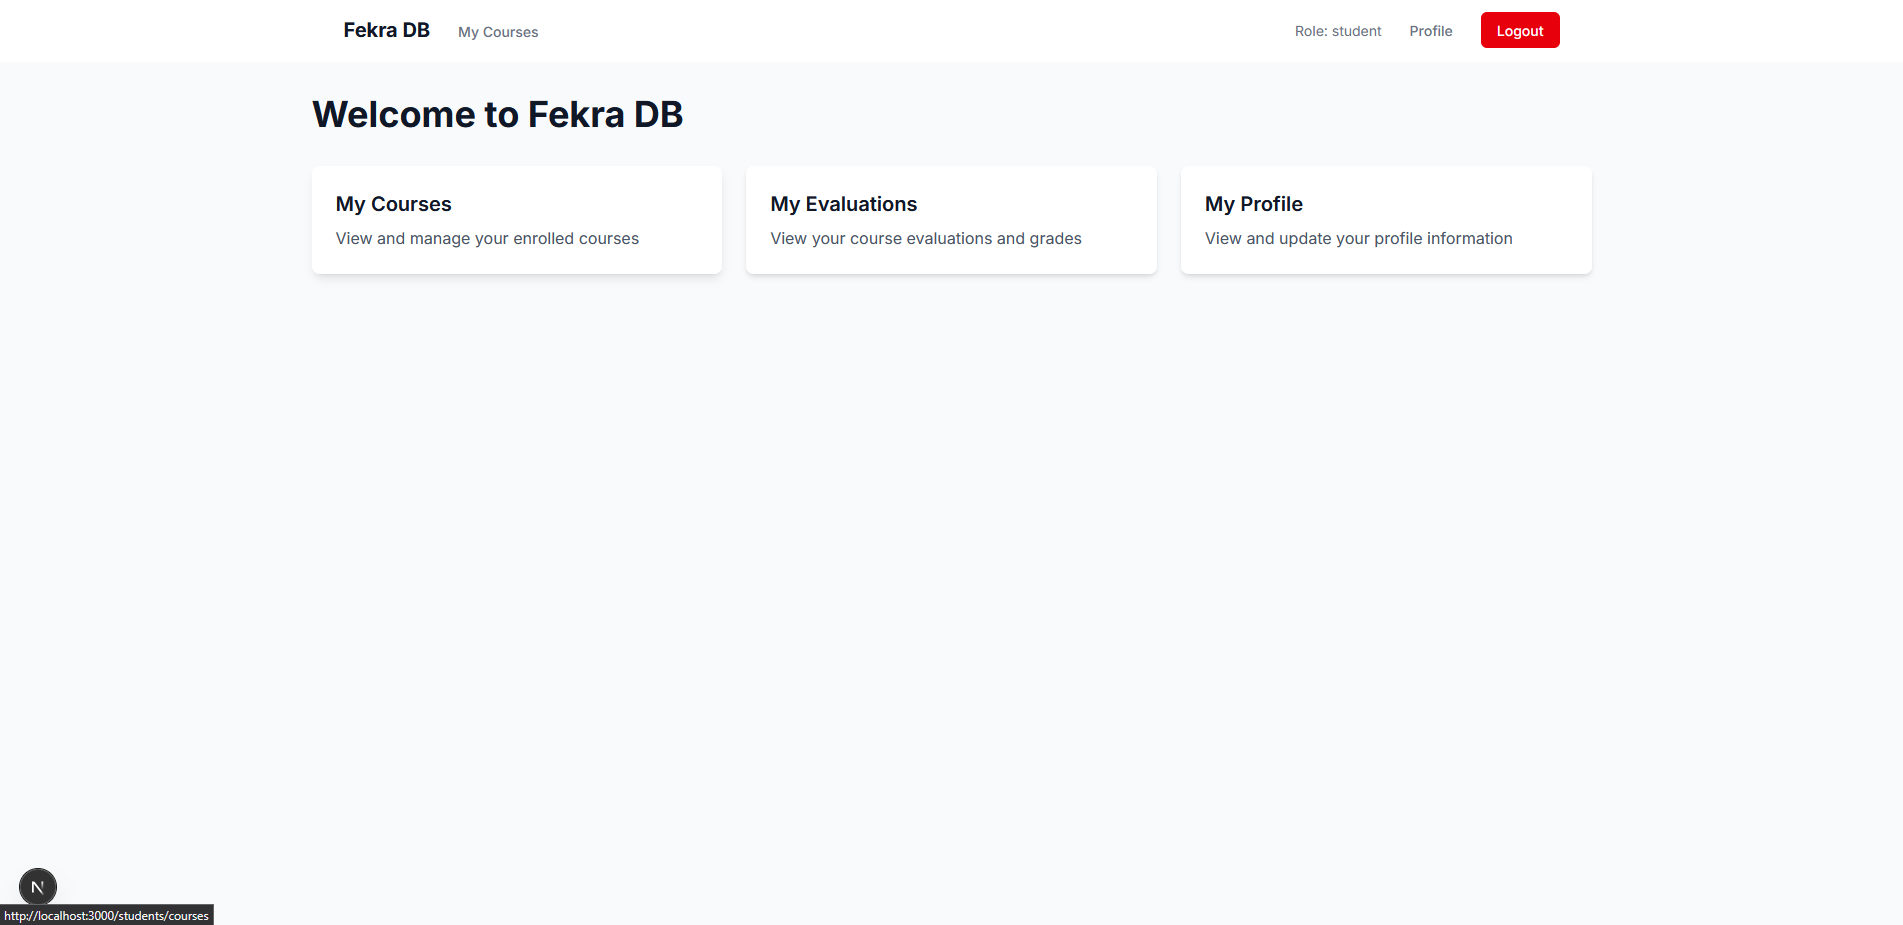 Fekra DB
My Courses
Role: student
Profile
Logout
Welcome to Fekra DB
My Courses
View and manage your enrolled courses
My Evaluations
View your course evaluations and grades
My Profile
View and update your profile information
N
http://localhost:3000/students/courses